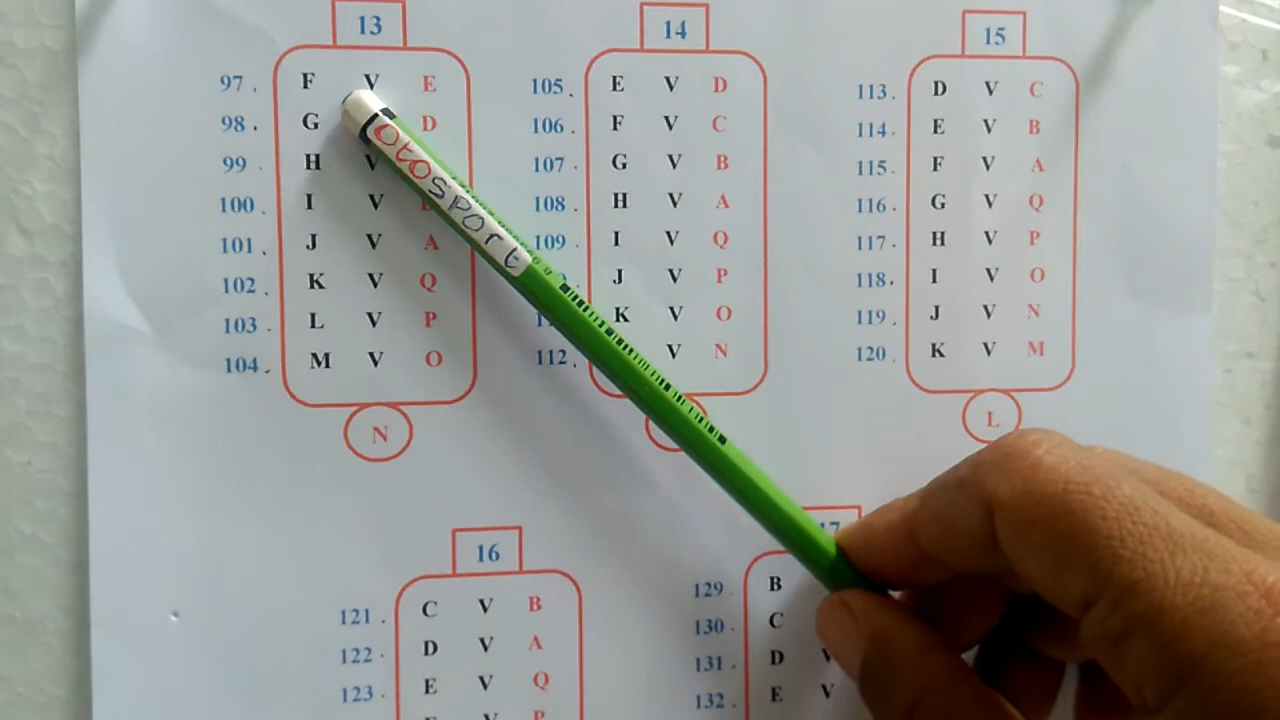 13
97. F V E
98. G D
99 . H V
100 . I V
101. J V A
102 . K V Q
103 . L V P
104 . M V O
N
14
105. E V D
106 . F V C
107 . G V B
108 . H V A
109 . I V Q
J V P
K V O
112. V N
15
113. D V C
114. E V B
115. F V A
116 . G V Q
117. H V P
118. I V O
119 . J V N
120 . K V M
L
16
121 . C V B
122 . D V A
123 . E V Q
17
129 . B
130 . C
131 . D V
132 . E V
otosport